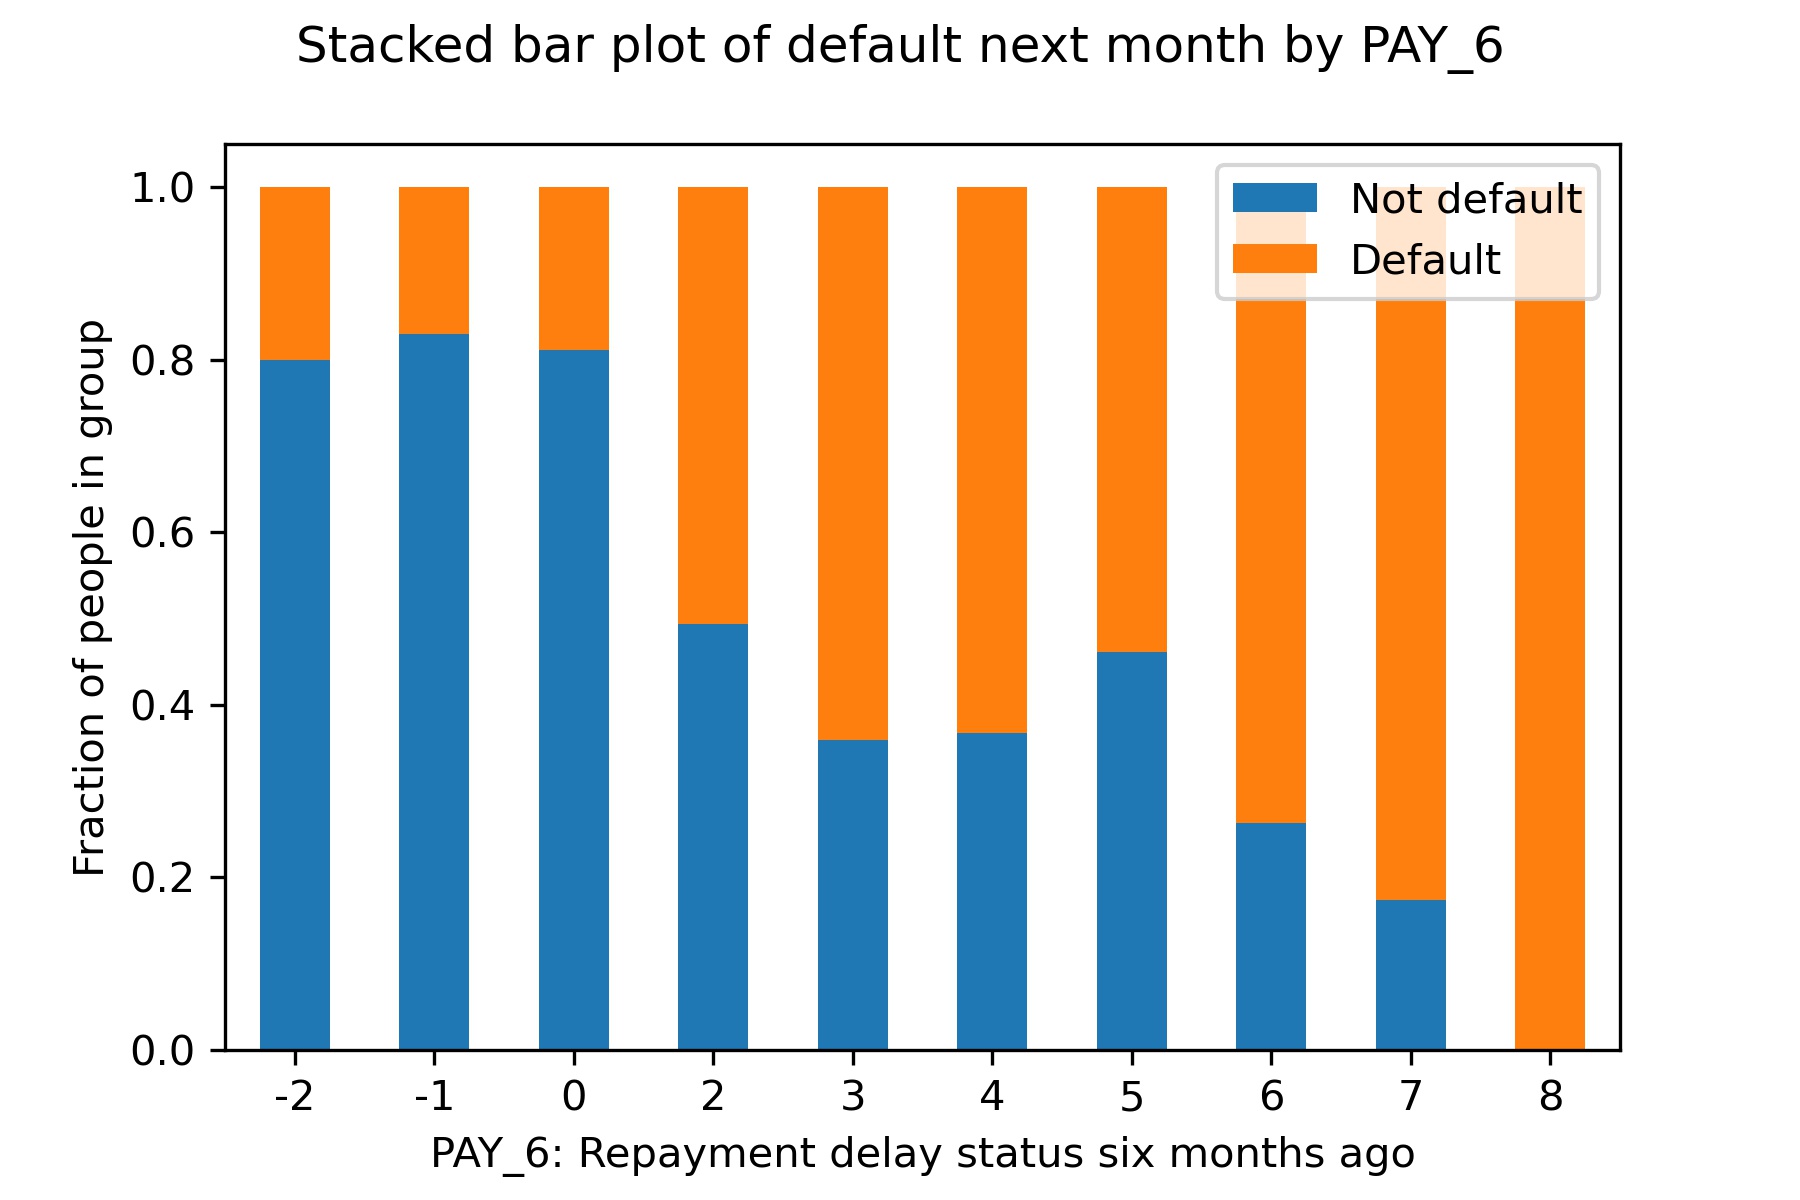 Stacked bar plot of default next month by PAY_6
Not default
Default
Fraction of people in group
1.0
0.8
0.6
0.4
0.2
0.0
-2 -1 0 2 3 4 5 6 7 8
PAY_6: Repayment delay status six months ago